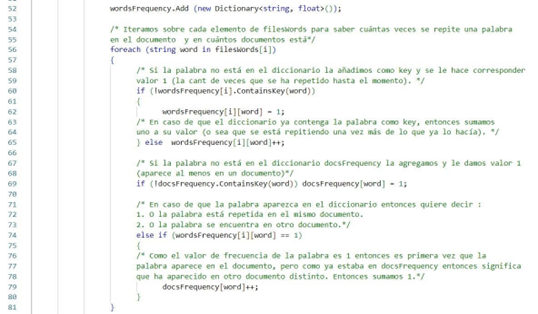 52 wordsFrequency.Add (new Dictionary<string, float>());
53
54 /* Iteramos sobre cada elemento de filesWords para saber cuántas veces se repite una palabra
55 en el documento y en cuántos documentos está*/
56 foreach (string word in filesWords[i])
57 {
58 /* Si la palabra no está en el diccionario la añadimos como key y se le hace corresponder
59 valor 1 (la cant de veces que se ha repetido hasta el momento). */
60 if (!wordsFrequency[i].ContainsKey(word))
61 {
62 wordsFrequency[i][word] = 1;
63 /* En caso de que el diccionario ya contenga la palabra como key, entonces sumamos
64 uno a su valor (o sea que se está repitiendo una vez más de lo que ya lo hacía). */
65 } else wordsFrequency[i][word]++;
66
67 /* Si la palabra no está en el diccionario docsFrequency la agregamos y le damos valor 1
68 (aparece al menos en un documento)*/
69 if (!docsFrequency.ContainsKey(word)) docsFrequency[word] = 1;
70
71 /* En caso de que la palabra aparezca en el diccionario entonces quiere decir :
72 1. O la palabra está repetida en el mismo documento.
73 2. O la palabra se encuentra en otro documento.*/
74 else if (wordsFrequency[i][word] == 1)
75 {
76 /* Como el valor de frecuencia de la palabra es 1 entonces es primera vez que la
77 palabra aparece en el documento, pero como ya estaba en docsFrequency entonces significa
78 que ha aparecido en otro documento distinto. Entonces sumamos 1.*/
79 docsFrequency[word]++;
80 }
81 }